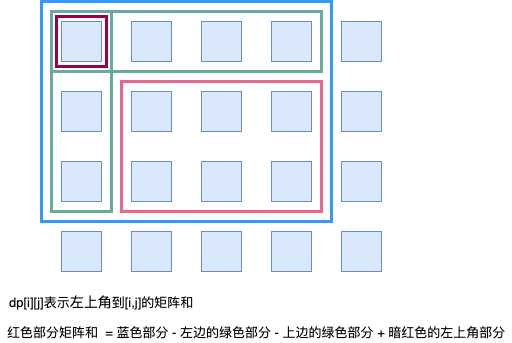 dp[i][j]表示左上角到[i,j]的矩阵和
红色部分矩阵和 = 蓝色部分 - 左边的绿色部分 - 上边的绿色部分 + 暗红色的左上角部分